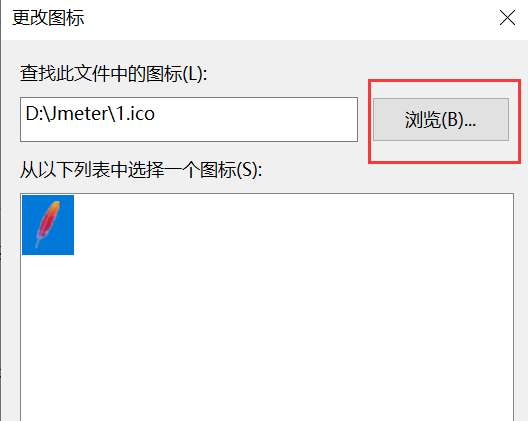 更改图标
查找此文件中的图标(L):
D:\Jmeter\1.ico
浏览(B)...
从以下列表中选择一个图标(S):